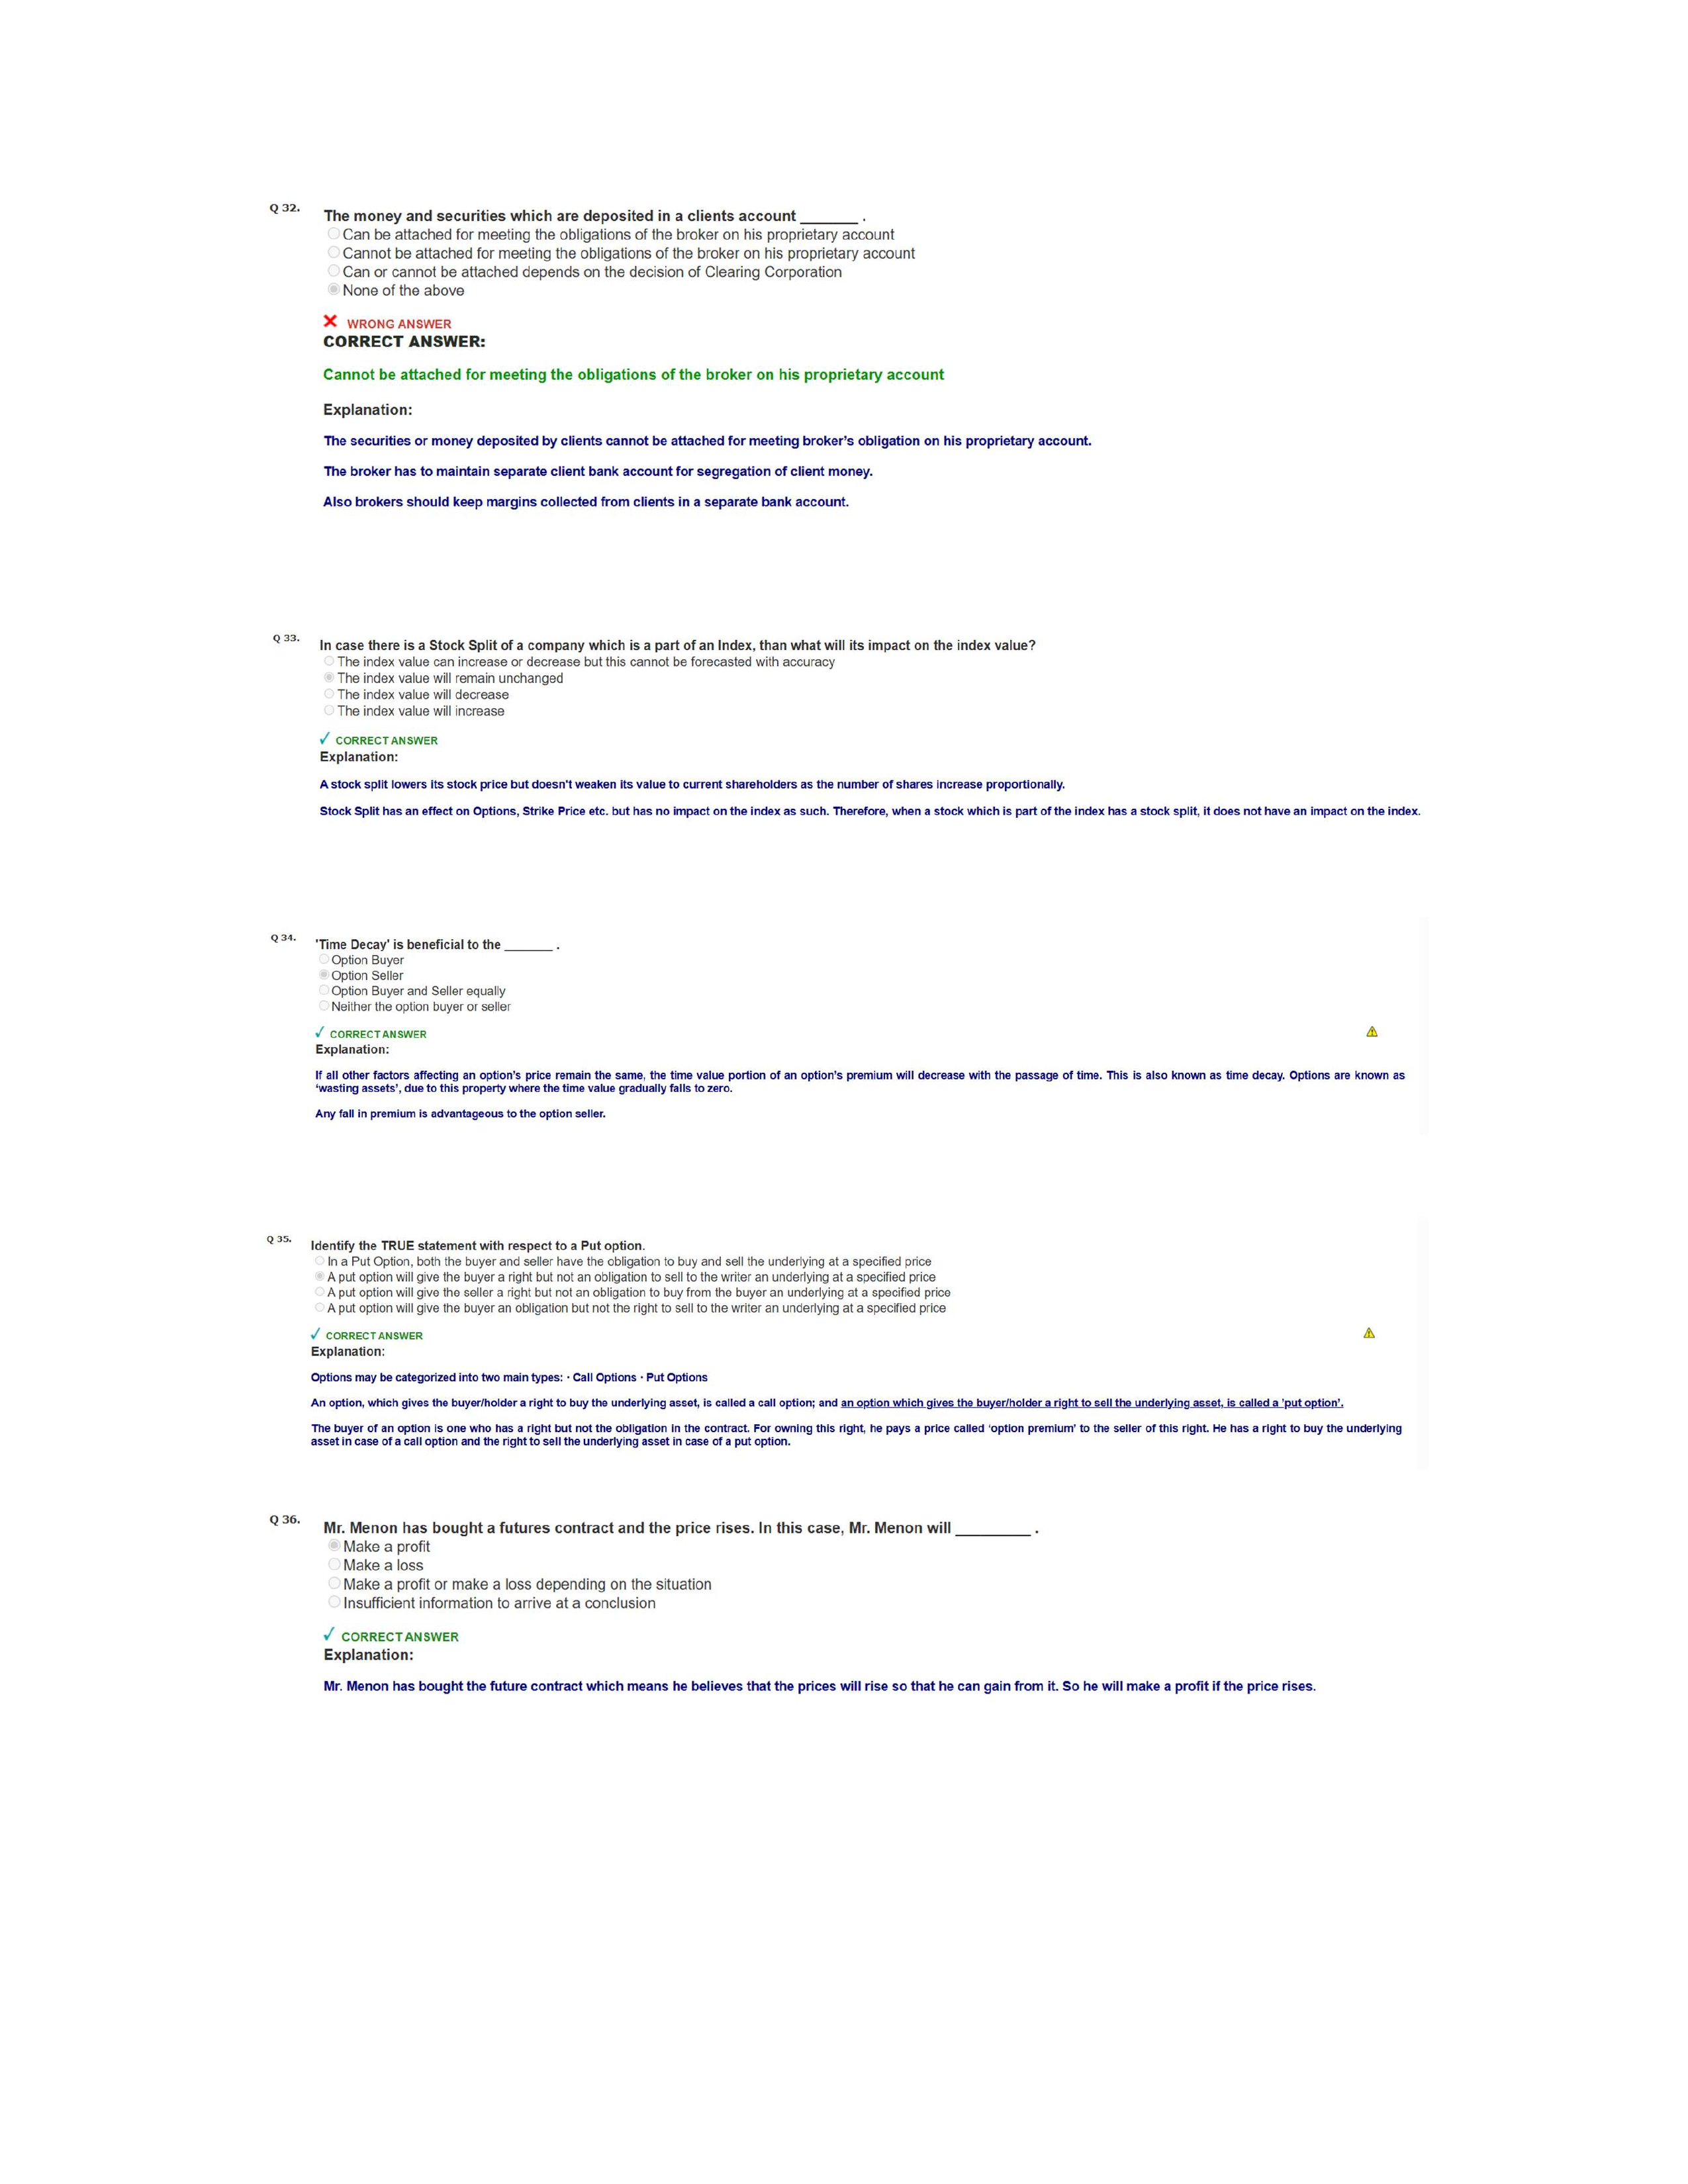 Q 32.
The money and securities which are deposited in a clients account _______ .
Can be attached for meeting the obligations of the broker on his proprietary account
Cannot be attached for meeting the obligations of the broker on his proprietary account
Can or cannot be attached depends on the decision of Clearing Corporation
None of the above
WRONG ANSWER
CORRECT ANSWER:
Cannot be attached for meeting the obligations of the broker on his proprietary account
Explanation:
The securities or money deposited by clients cannot be attached for meeting broker’s obligation on his proprietary account.
The broker has to maintain separate client bank account for segregation of client money.
Also brokers should keep margins collected from clients in a separate bank account.
Q 33.
In case there is a Stock Split of a company which is a part of an Index, than what will its impact on the index value?
The index value can increase or decrease but this cannot be forecasted with accuracy
The index value will remain unchanged
The index value will decrease
The index value will increase
✓ CORRECT ANSWER
Explanation:
A stock split lowers its stock price but doesn't weaken its value to current shareholders as the number of shares increase proportionally.
Stock Split has an effect on Options, Strike Price etc. but has no impact on the index as such. Therefore, when a stock which is part of the index has a stock split, it does not have an impact on the index.
Q 34.
'Time Decay' is beneficial to the _______ .
Option Buyer
Option Seller
Option Buyer and Seller equally
Neither the option buyer or seller
✓ CORRECT ANSWER
Explanation:
If all other factors affecting an option’s price remain the same, the time value portion of an option’s premium will decrease with the passage of time. This is also known as time decay. Options are known as
‘wasting assets’, due to this property where the time value gradually falls to zero.
Any fall in premium is advantageous to the option seller.
Q 35.
Identify the TRUE statement with respect to a Put option.
In a Put Option, both the buyer and seller have the obligation to buy and sell the underlying at a specified price
A put option will give the buyer a right but not an obligation to sell to the writer an underlying at a specified price
A put option will give the seller a right but not an obligation to buy from the buyer an underlying at a specified price
A put option will give the buyer an obligation but not the right to sell to the writer an underlying at a specified price
✓ CORRECT ANSWER
Explanation:
Options may be categorized into two main types: · Call Options · Put Options
An option, which gives the buyer/holder a right to buy the underlying asset, is called a call option; and an option which gives the buyer/holder a right to sell the underlying asset, is called a 'put option’.
The buyer of an option is one who has a right but not the obligation in the contract. For owning this right, he pays a price called ‘option premium’ to the seller of this right. He has a right to buy the underlying
asset in case of a call option and the right to sell the underlying asset in case of a put option.
Q 36.
Mr. Menon has bought a futures contract and the price rises. In this case, Mr. Menon will _________ .
Make a profit
Make a loss
Make a profit or make a loss depending on the situation
Insufficient information to arrive at a conclusion
✓ CORRECT ANSWER
Explanation:
Mr. Menon has bought the future contract which means he believes that the prices will rise so that he can gain from it. So he will make a profit if the price rises.